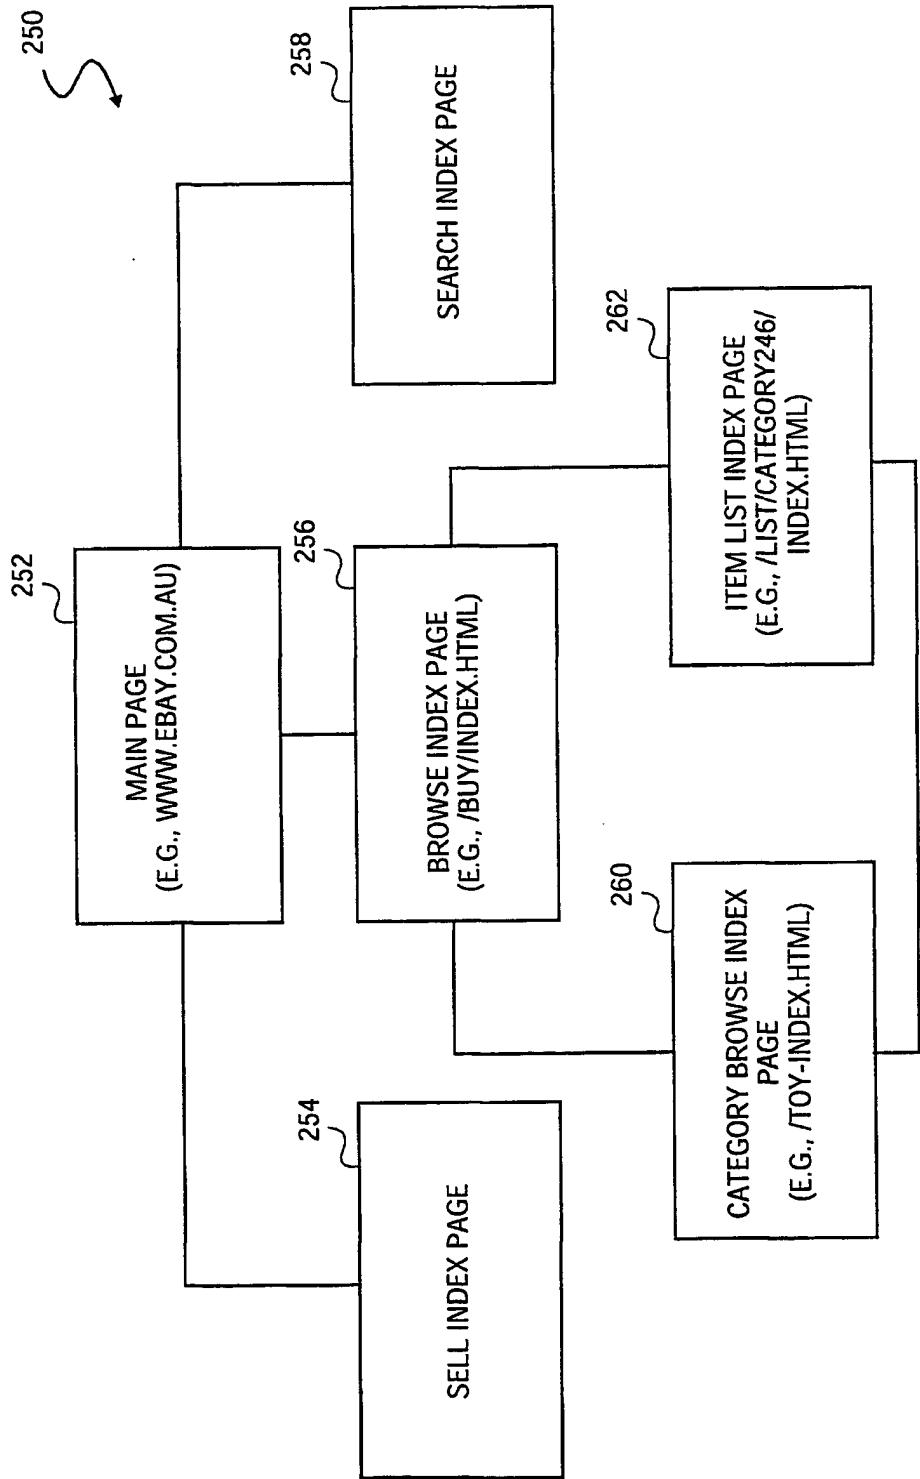 250
252
MAIN PAGE
(E.G., WWW.EBAY.COM.AU)
254
SELL INDEX PAGE
256
BROWSE INDEX PAGE
(E.G., /BUY/INDEX.HTML)
258
SEARCH INDEX PAGE
260
CATEGORY BROWSE INDEX
PAGE
(E.G., /TOY-INDEX.HTML)
262
ITEM LIST INDEX PAGE
(E.G., /LIST/CATEGORY246/
INDEX.HTML)